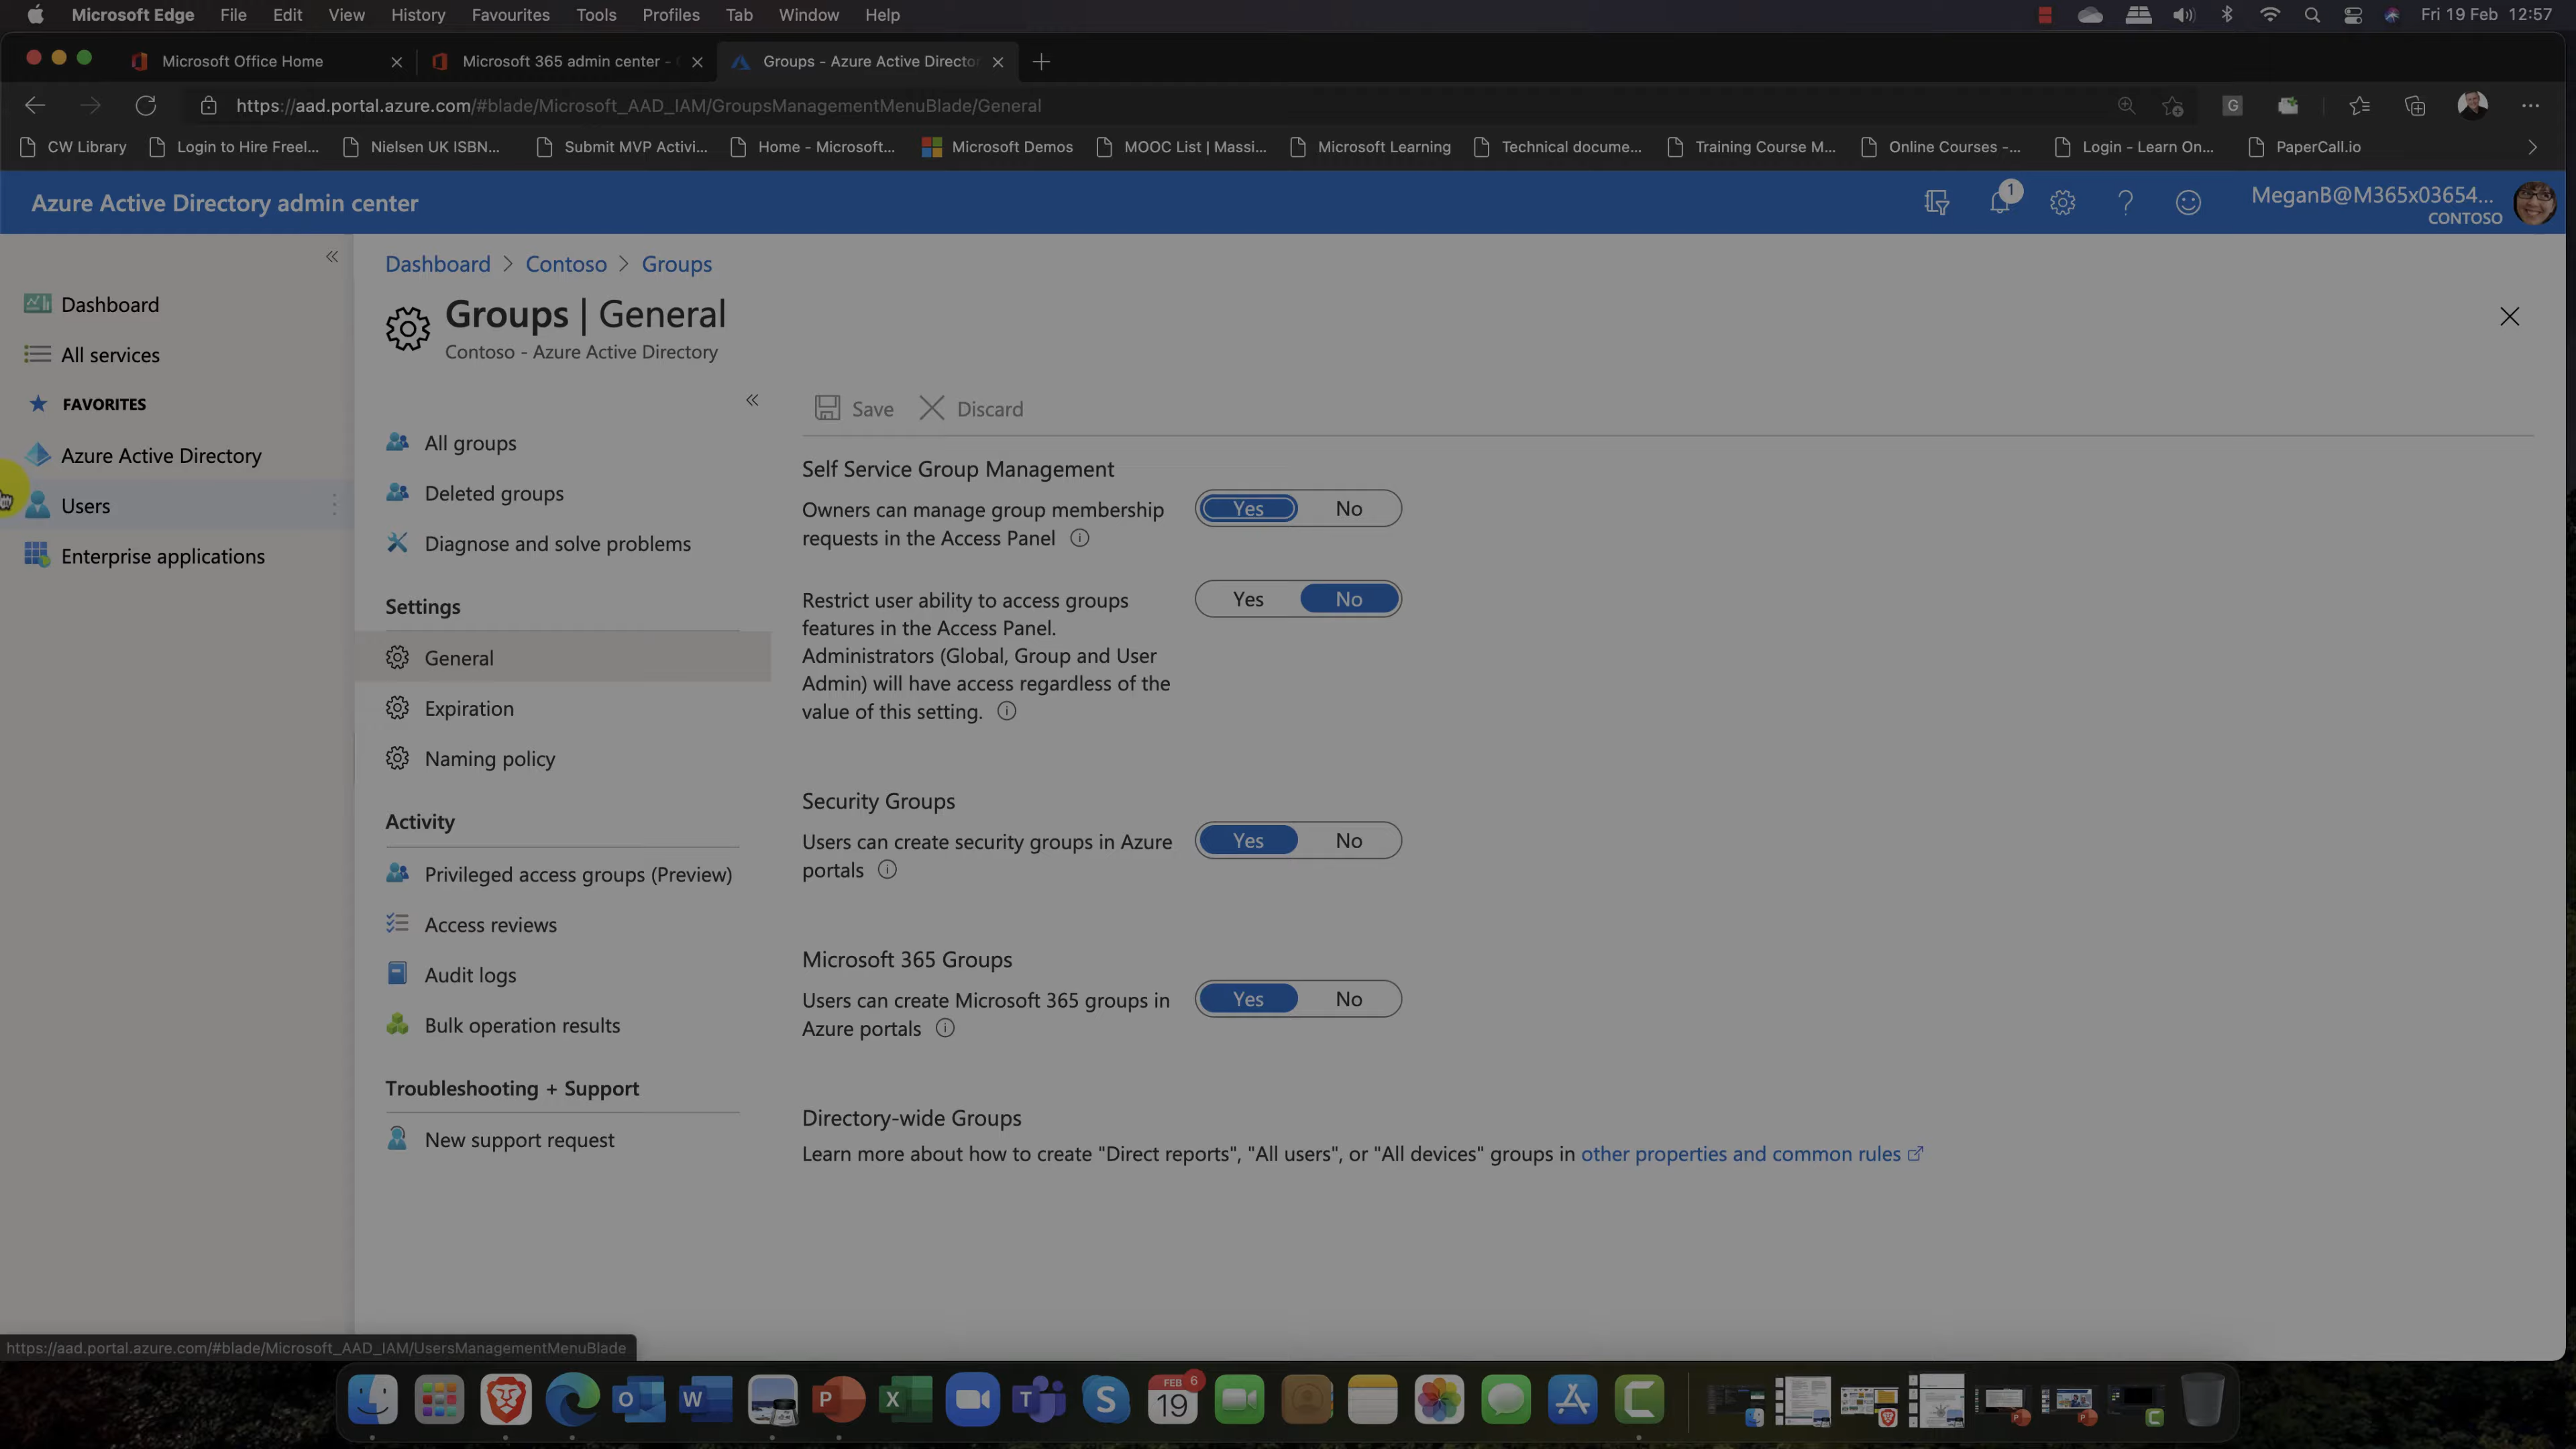 Microsoft Edge File Edit View History Favourites Tools Profiles Tab Window Help Fri 19 Feb 12:57
Microsoft Office Home Microsoft 365 admin center - Groups - Azure Active Directo
https://aad.portal.azure.com/#blade/Microsoft_AAD_IAM/GroupsManagementMenuBlade/General G
CW Library Login to Hire Freel... Nielsen UK ISBN... Submit MVP Activi... Home - Microsoft... Microsoft Demos MOOC List | Massi... Microsoft Learning Technical docume... Training Course M... Online Courses -... Login - Learn On... PaperCall.io
Azure Active Directory admin center 1 MeganB@M365x03654...
CONTOSO
Dashboard
All services
FAVORITES
Azure Active Directory
Users
Enterprise applications
Dashboard > Contoso > Groups
Groups | General
Contoso - Azure Active Directory
All groups
Deleted groups
Diagnose and solve problems
Settings
General
Expiration
Naming policy
Activity
Privileged access groups (Preview)
Access reviews
Audit logs
Bulk operation results
Troubleshooting + Support
New support request
Save Discard
Self Service Group Management
Owners can manage group membership
requests in the Access Panel
Yes No
Restrict user ability to access groups
features in the Access Panel.
Administrators (Global, Group and User
Admin) will have access regardless of the
value of this setting.
Yes No
Security Groups
Users can create security groups in Azure
portals
Yes No
Microsoft 365 Groups
Users can create Microsoft 365 groups in
Azure portals
Yes No
Directory-wide Groups
Learn more about how to create "Direct reports", "All users", or "All devices" groups in other properties and common rules
https://aad.portal.azure.com/#blade/Microsoft_AAD_IAM/UsersManagementMenuBlade
FEB 6
19